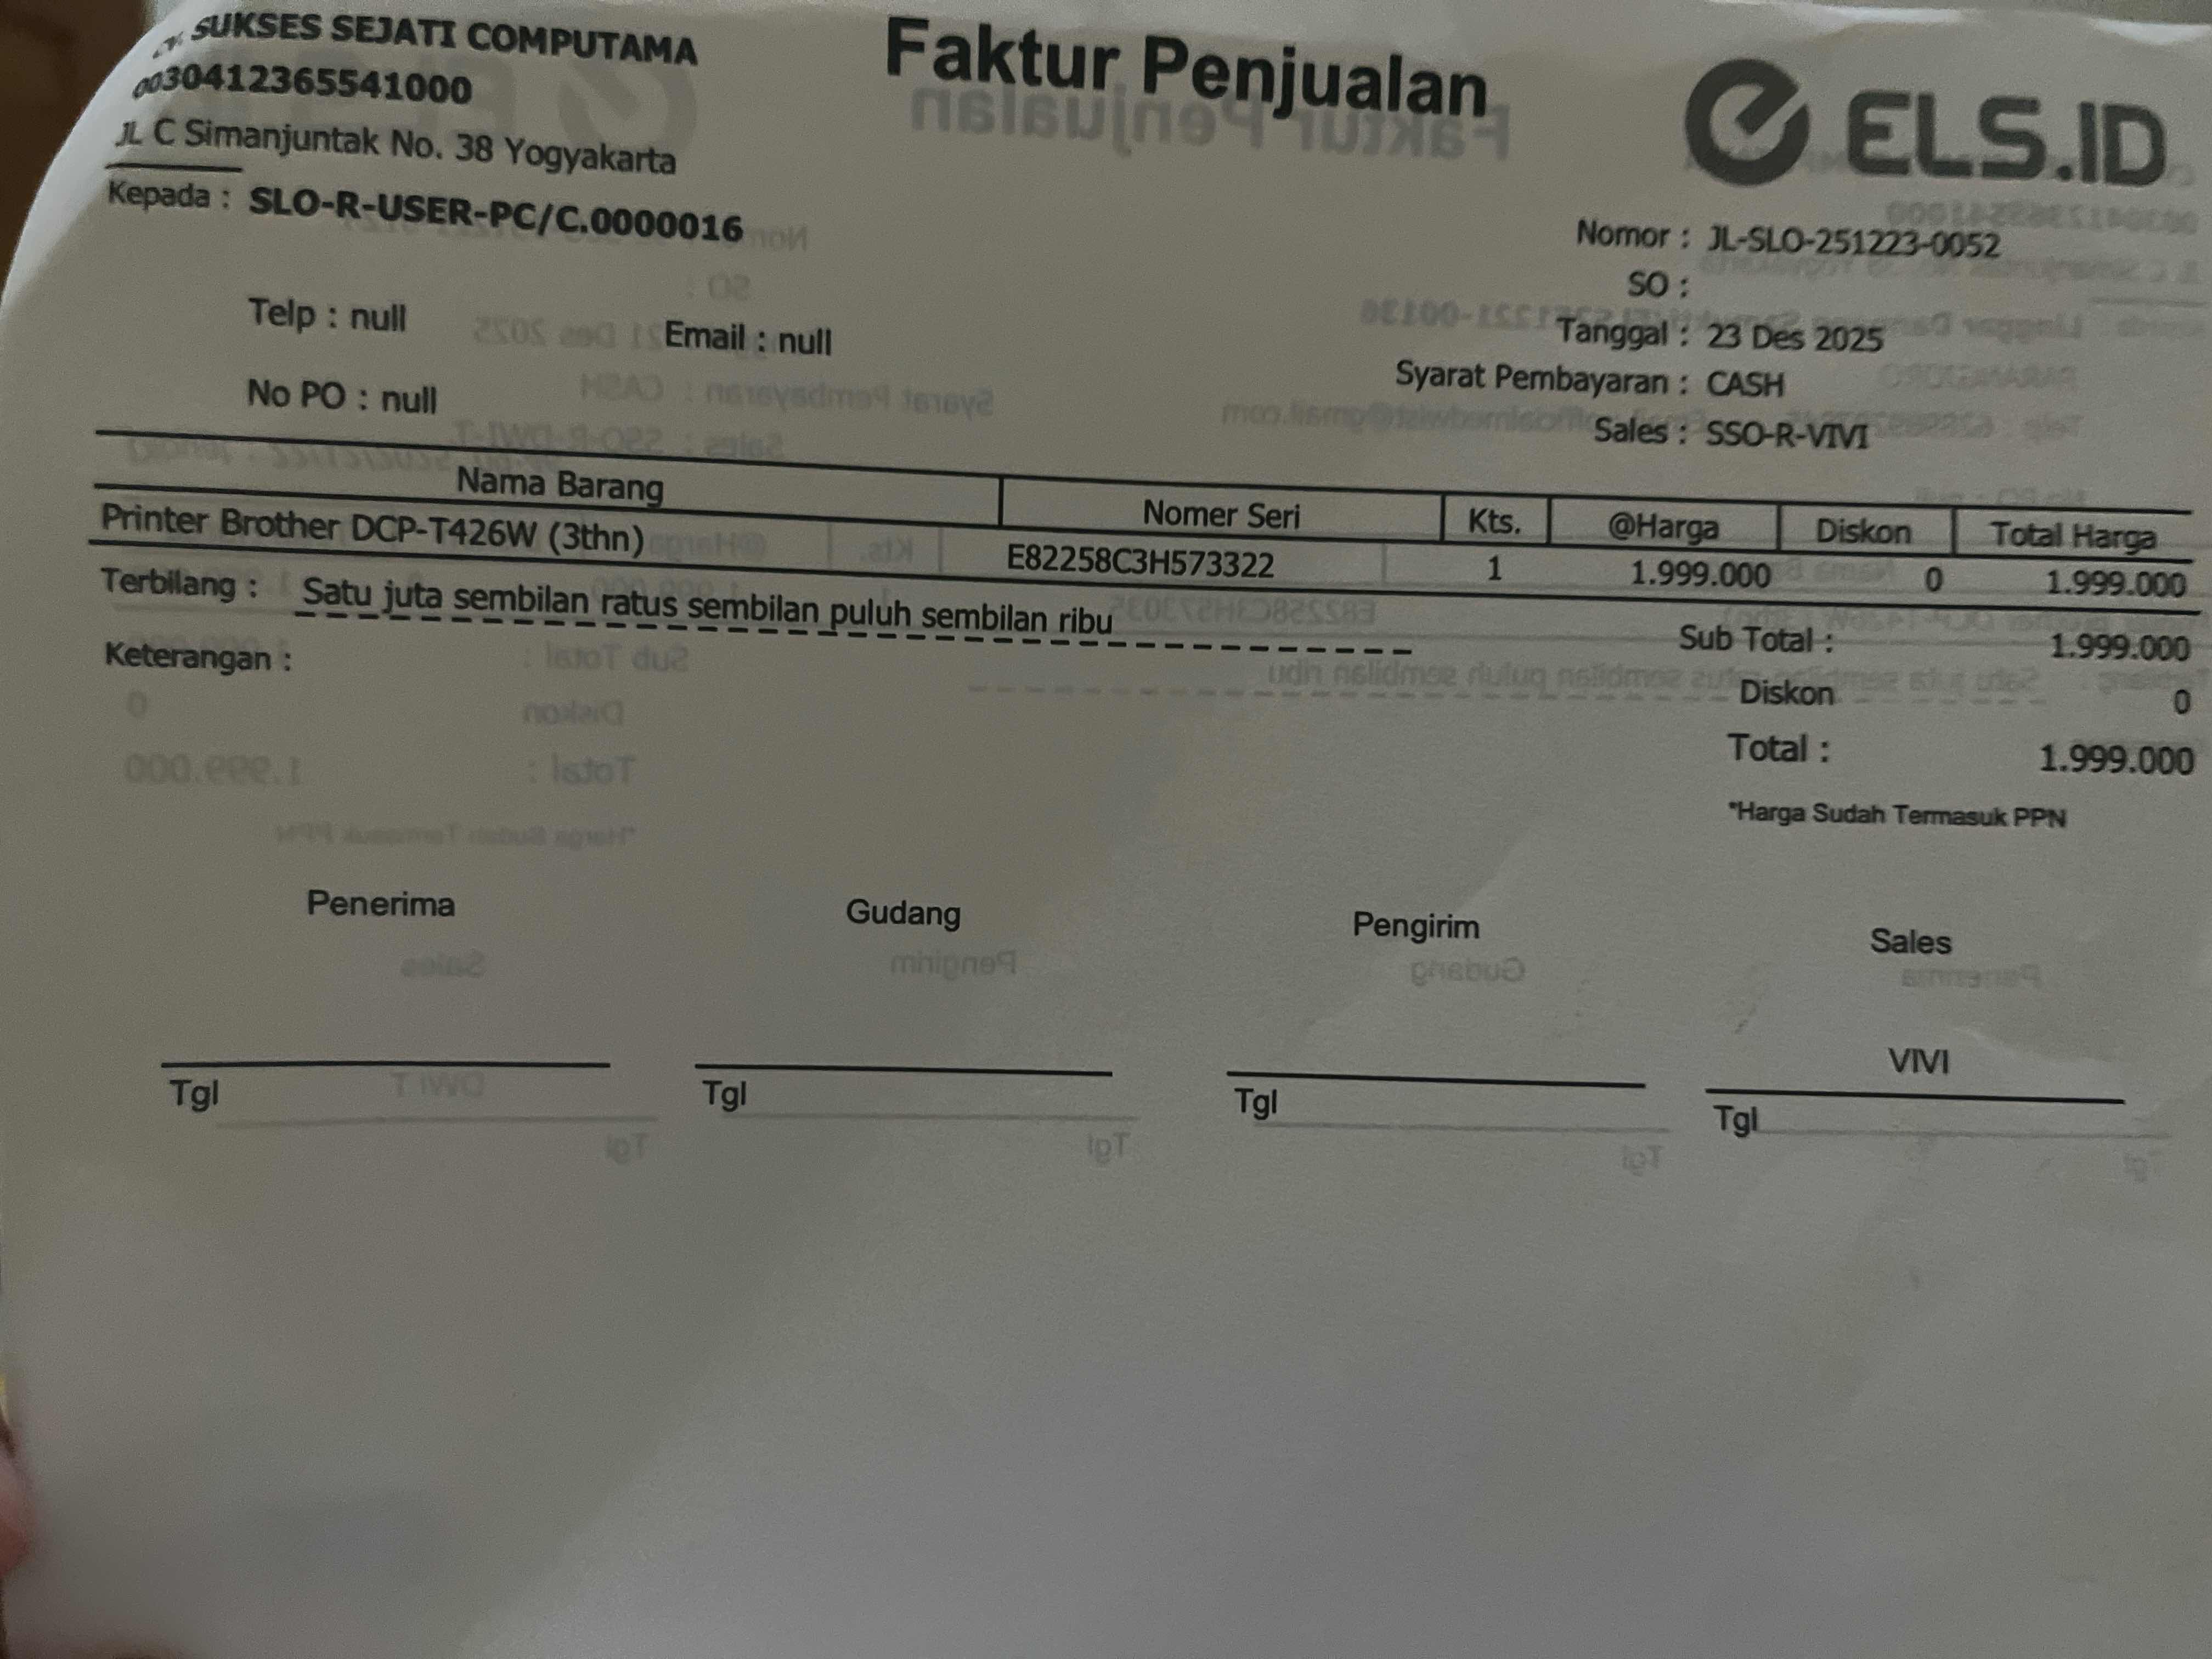 CV. SUKSES SEJATI COMPUTAMA
0030412365541000
JL C Simanjuntak No. 38 Yogyakarta
Faktur Penjualan
ELS.ID
Kepada : SLO-R-USER-PC/C.0000016
Telp : null Email : null
No PO : null
Nomor : JL-SLO-251223-0052
SO :
Tanggal : 23 Des 2025
Syarat Pembayaran : CASH
Sales : SSO-R-VIVI
Nama Barang Nomer Seri Kts. @Harga Diskon Total Harga
Printer Brother DCP-T426W (3thn) E82258C3H573322 1 1.999.000 0 1.999.000
Terbilang : Satu juta sembilan ratus sembilan puluh sembilan ribu
Keterangan :
Sub Total : 1.999.000
Diskon 0
Total : 1.999.000
*Harga Sudah Termasuk PPN
Penerima Gudang Pengirim Sales
VIVI
Tgl Tgl Tgl Tgl